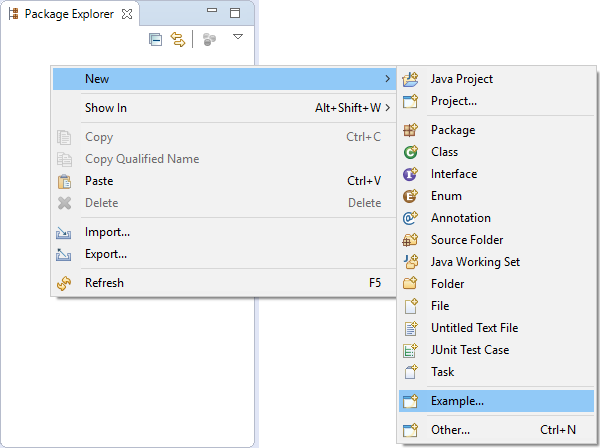 Package Explorer
New
Show In Alt+Shift+W
Copy Ctrl+C
Copy Qualified Name
Paste Ctrl+V
Delete Delete
Import...
Export...
Refresh F5
Java Project
Project...
Package
Class
Interface
Enum
Annotation
Source Folder
Java Working Set
Folder
File
Untitled Text File
JUnit Test Case
Task
Example...
Other... Ctrl+N